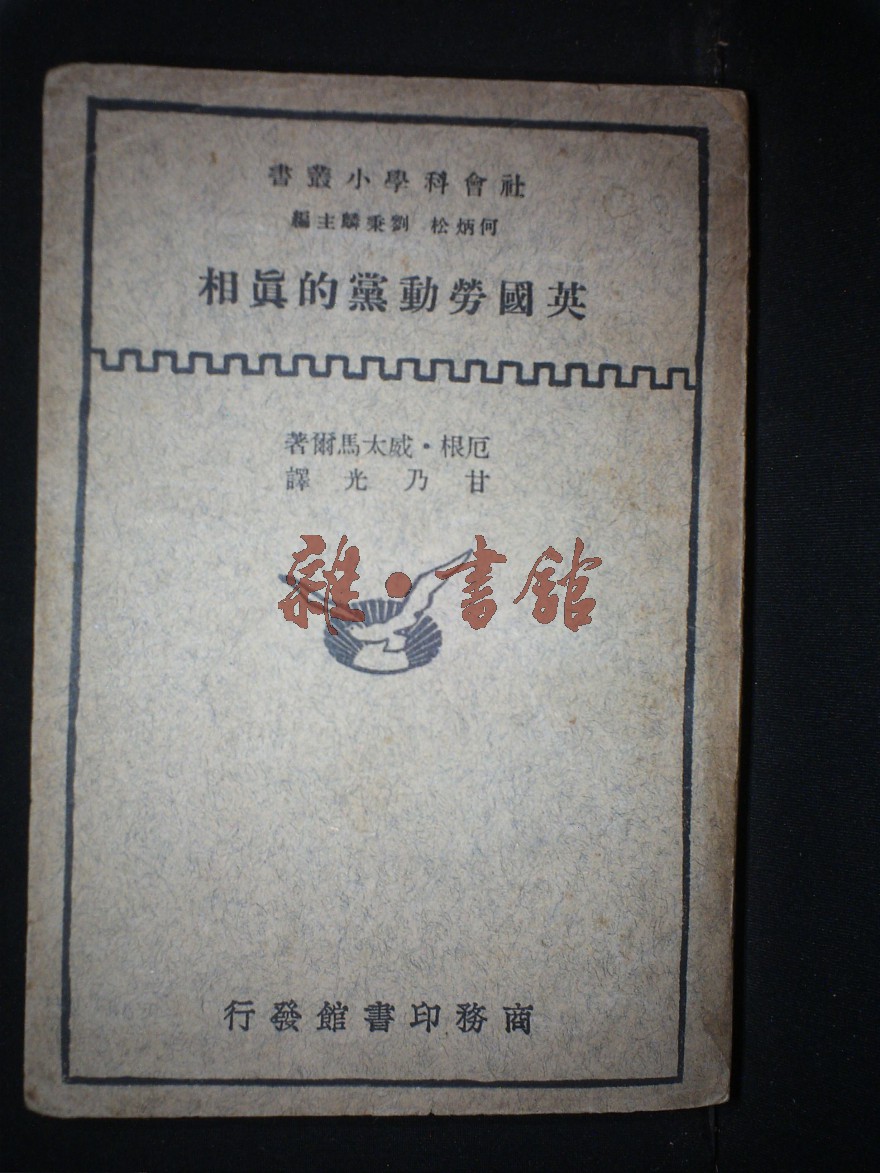 社會科學小叢書
何炳松 劉秉麟主編
英國勞動黨的眞相
厄根·威太馬爾著
甘乃光譯
雜·書館
商務印書館發行